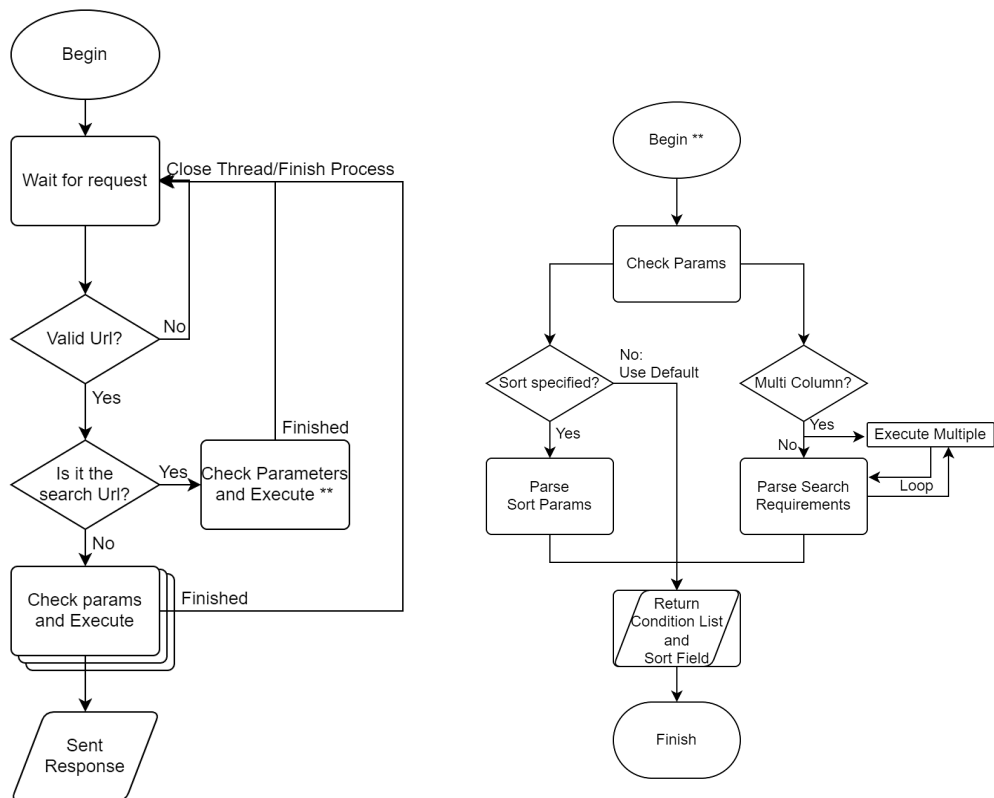 Begin
Wait for request
Close Thread/Finish Process
Valid Url?
No
Yes
Is it the
search Url?
Yes
Check Parameters
and Execute **
Finished
No
Check params
and Execute
Finished
Sent
Response
Begin **
Check Params
Sort specified?
No:
Use Default
Yes
Parse
Sort Params
Multi Column?
Yes
No
Execute Multiple
Parse Search
Requirements
Loop
Return
Condition List
and
Sort Field
Finish